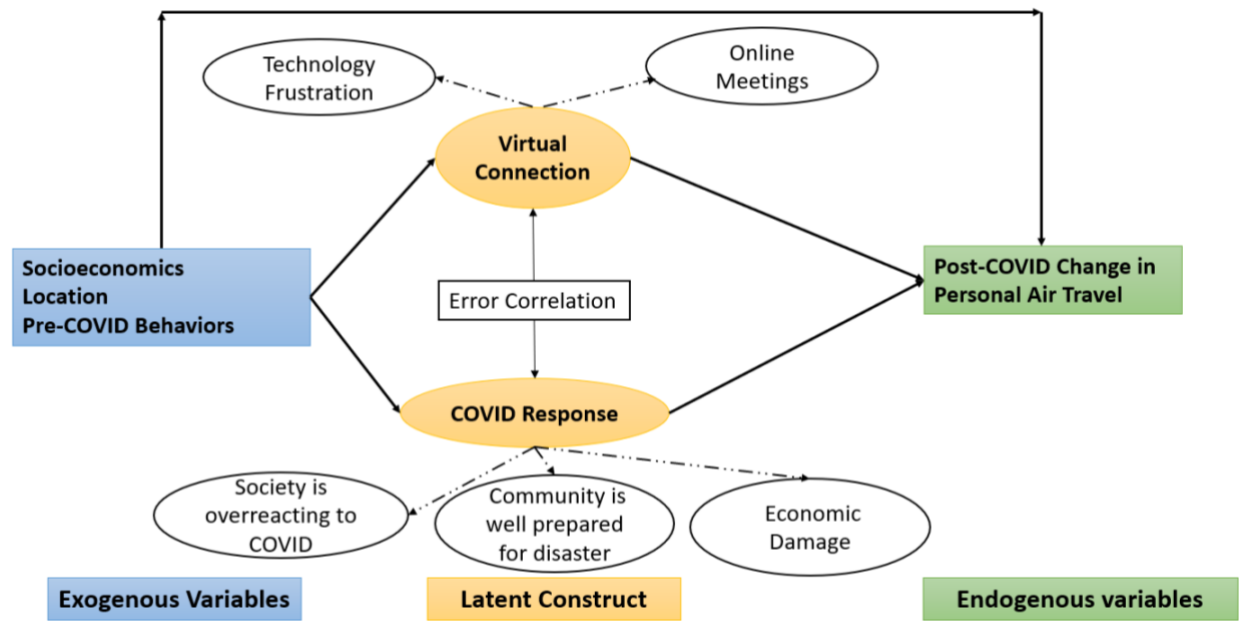 Technology
Frustration
Online
Meetings
Virtual
Connection
Socioeconomics
Location
Pre-COVID Behaviors
Error Correlation
Post-COVID Change in
Personal Air Travel
COVID Response
Society is
overreacting to
COVID
Community is
well prepared
for disaster
Economic
Damage
Exogenous Variables
Latent Construct
Endogenous variables